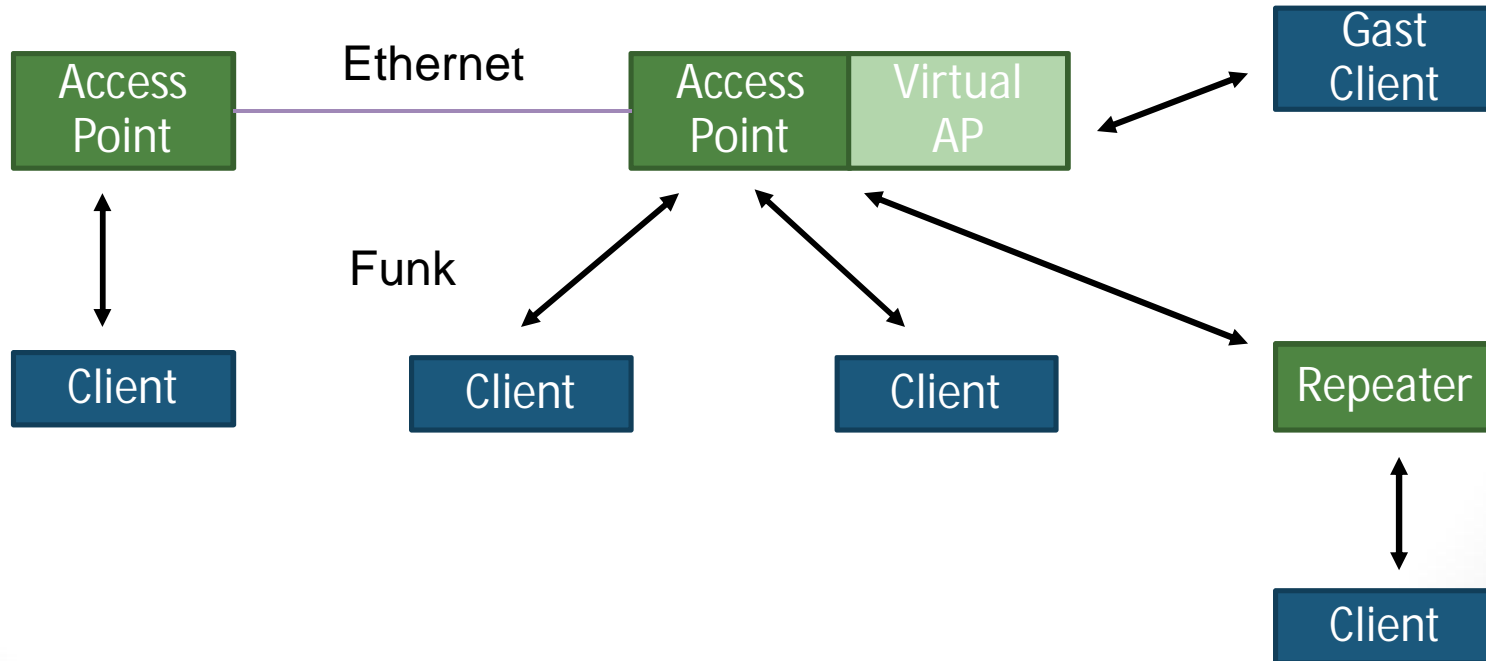 Access
Point
Ethernet
Access
Point
Virtual
AP
Gast
Client
Funk
Client
Client
Client
Repeater
Client